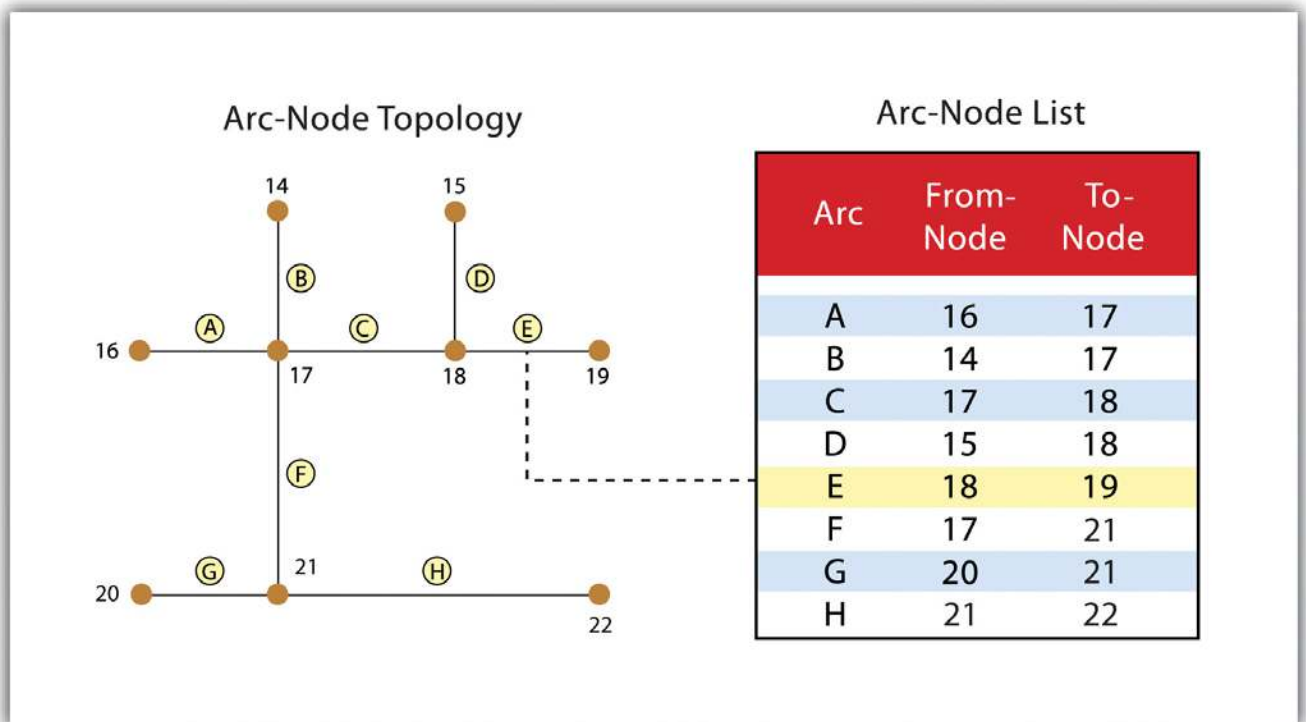 Arc-Node Topology
14
15
B
D
A
C
E
16
17
18
19
F
G
21
H
20
22
Arc-Node List
Arc From-Node To-Node
A 16 17
B 14 17
C 17 18
D 15 18
E 18 19
F 17 21
G 20 21
H 21 22